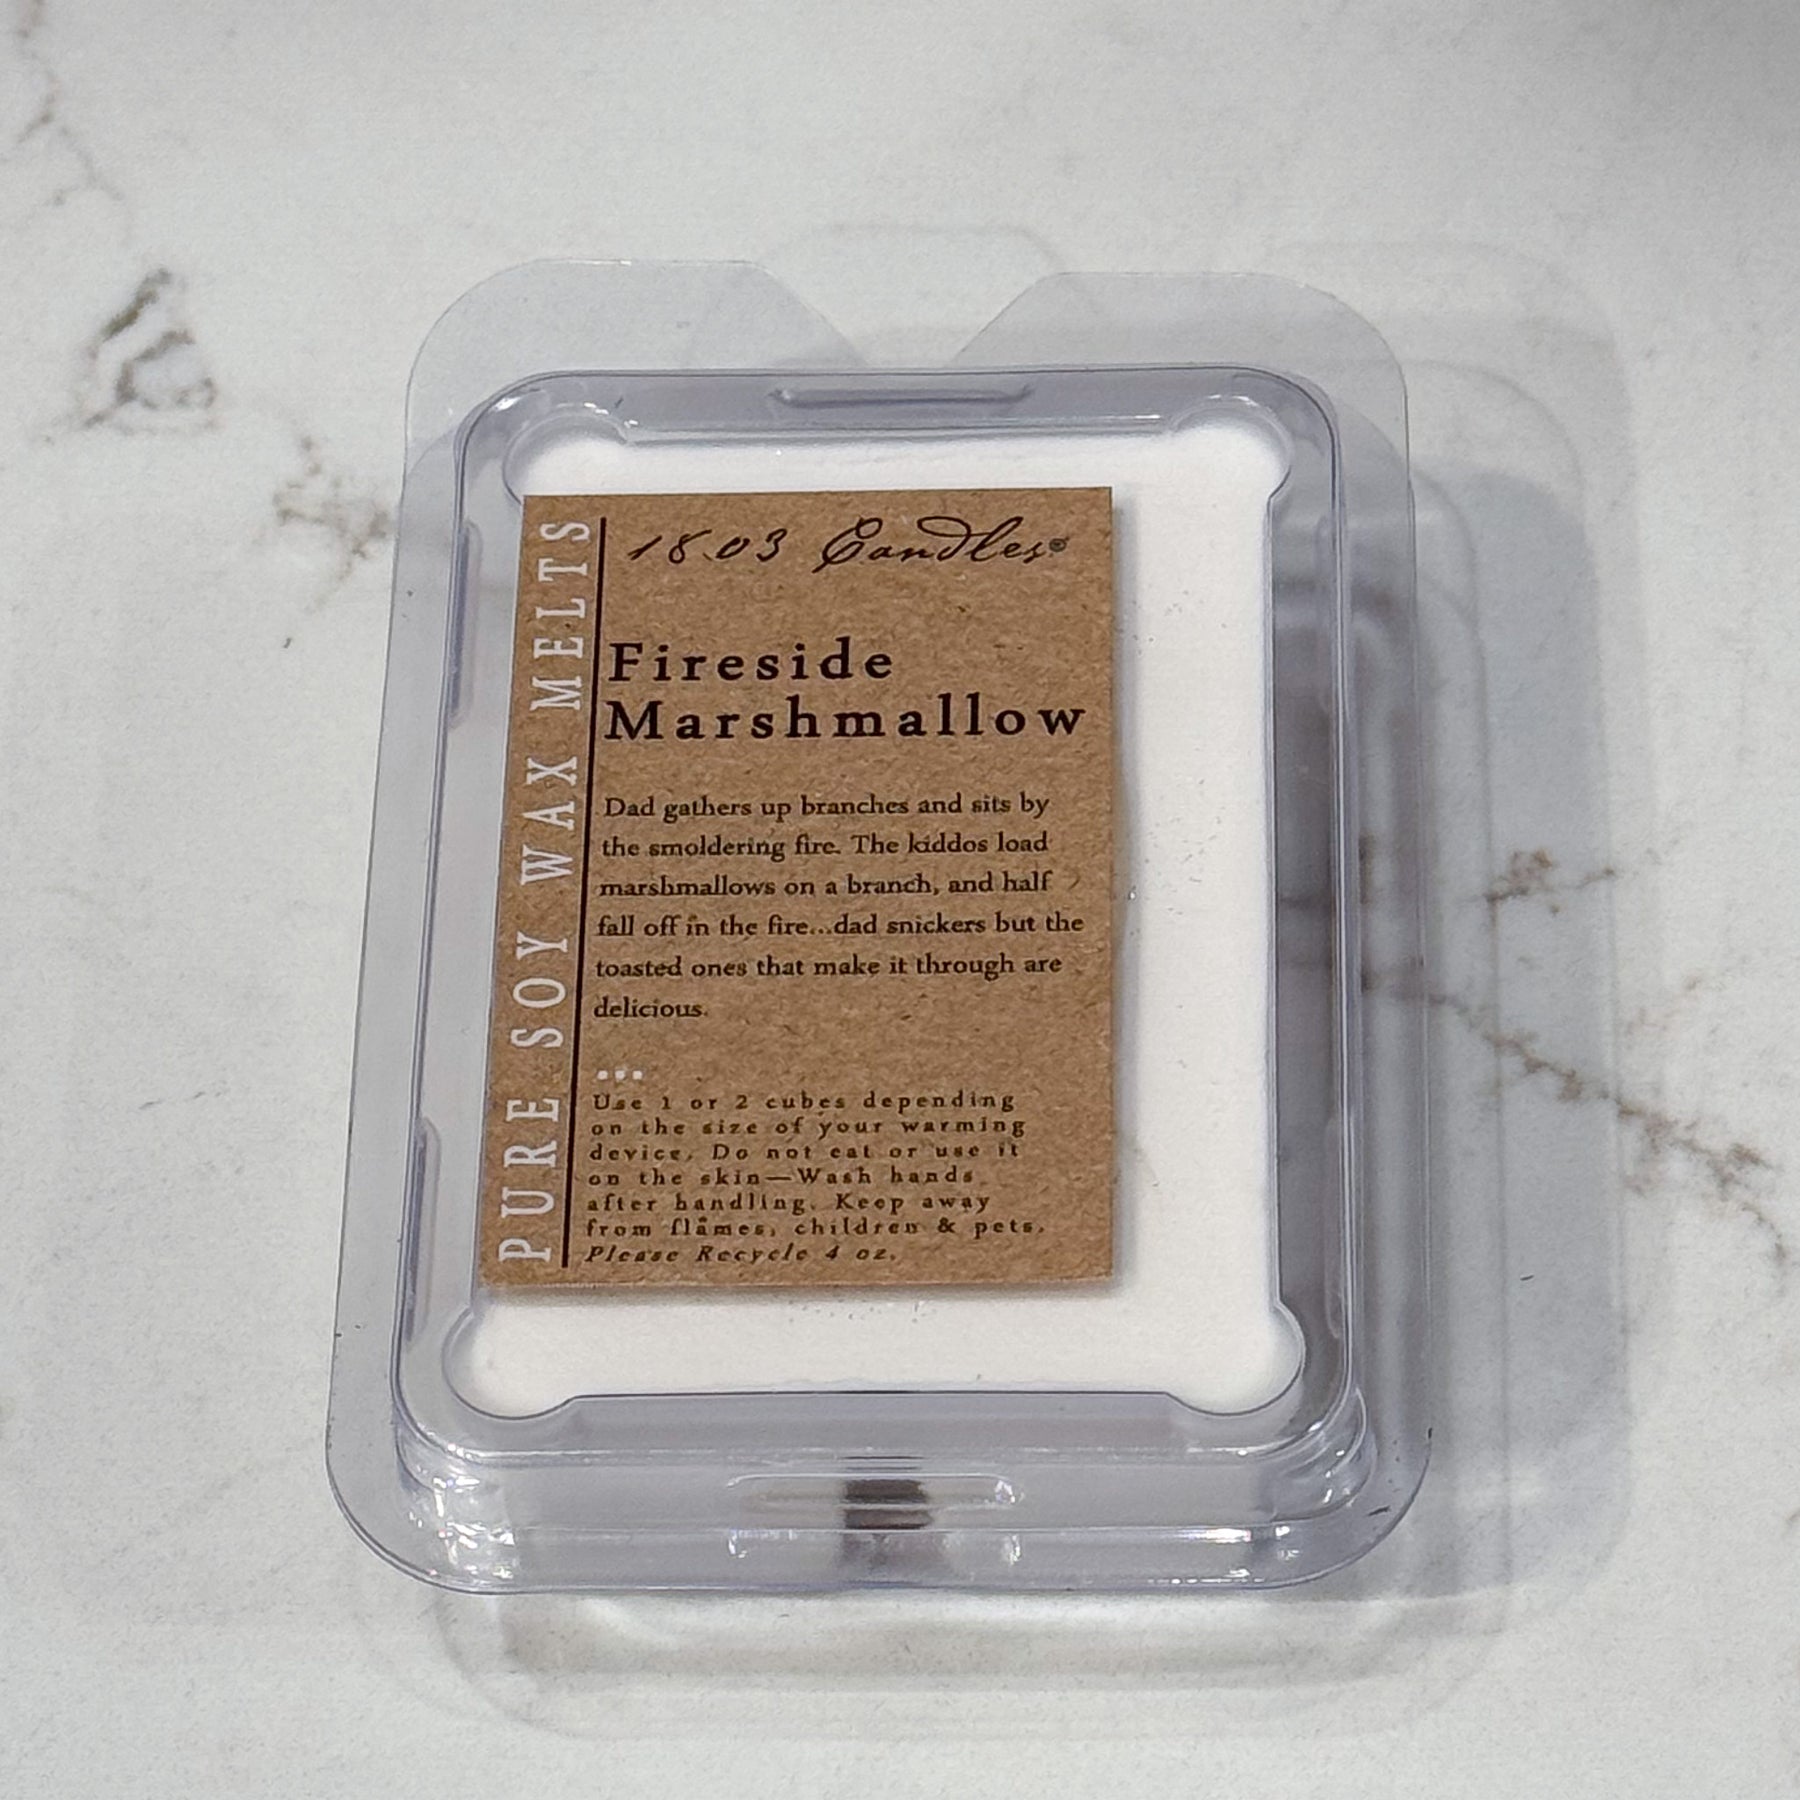 PURE SOY WAX MELTS
1803 Candles®
Fireside
Marshmallow
Dad gathers up branches and sits by
the smoldering fire. The kiddos load
marshmallows on a branch, and half
fall off in the fire...dad snickers but the
toasted ones that make it through are
delicious.
...
Use 1 or 2 cubes depending
on the size of your warming
device. Do not eat or use it
on the skin—Wash hands
after handling. Keep away
from flames, children & pets.
Please Recycle 4 oz.